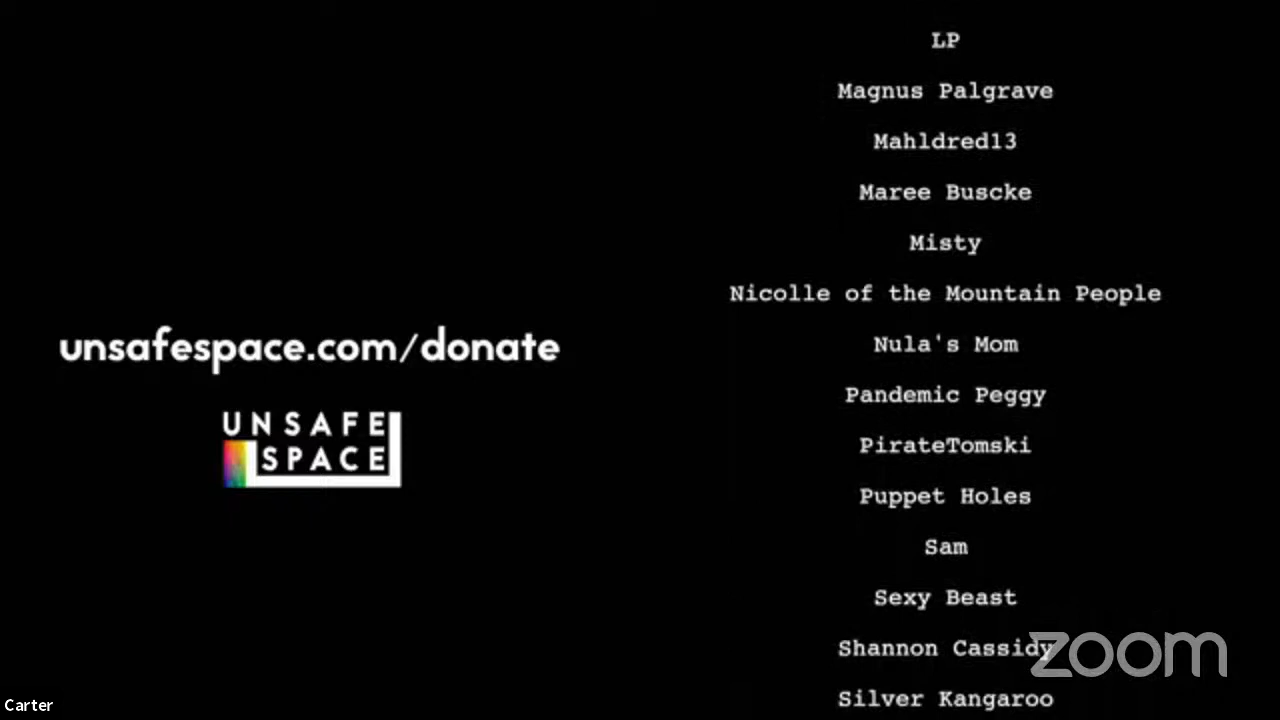 unsafespace.com/donate
UNSAFE
SPACE
LP
Magnus Palgrave
Mahldred13
Maree Buscke
Misty
Nicolle of the Mountain People
Nula's Mom
Pandemic Peggy
PirateTomski
Puppet Holes
Sam
Sexy Beast
Shannon Cassidy
Silver Kangaroo
zoom
Carter